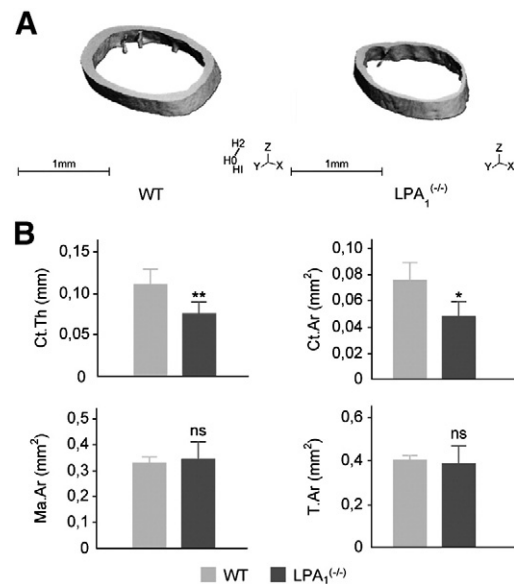 A
H2
H0
HI
Z
Y X
Z
Y X
1mm
1mm
WT
LPA1(-/-)
B
Ct.Th (mm)
0,15
0,10
0,05
0
**
Ct.Ar (mm2)
0,10
0,08
0,06
0,04
0,02
0
*
Ma.Ar (mm2)
0,5
0,4
0,3
0,2
0,1
0
ns
T.Ar (mm2)
0,6
0,4
0,2
0
ns
WT
LPA1(-/-)